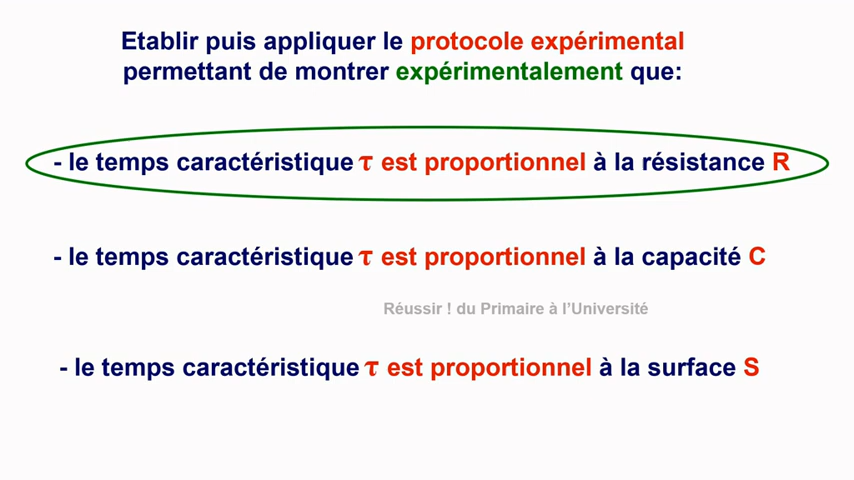 Etablir puis appliquer le protocole expérimental
permettant de montrer expérimentalement que:
- le temps caractéristique τ est proportionnel à la résistance R
- le temps caractéristique τ est proportionnel à la capacité C
Réussir ! du Primaire à l’Université
- le temps caractéristique τ est proportionnel à la surface S